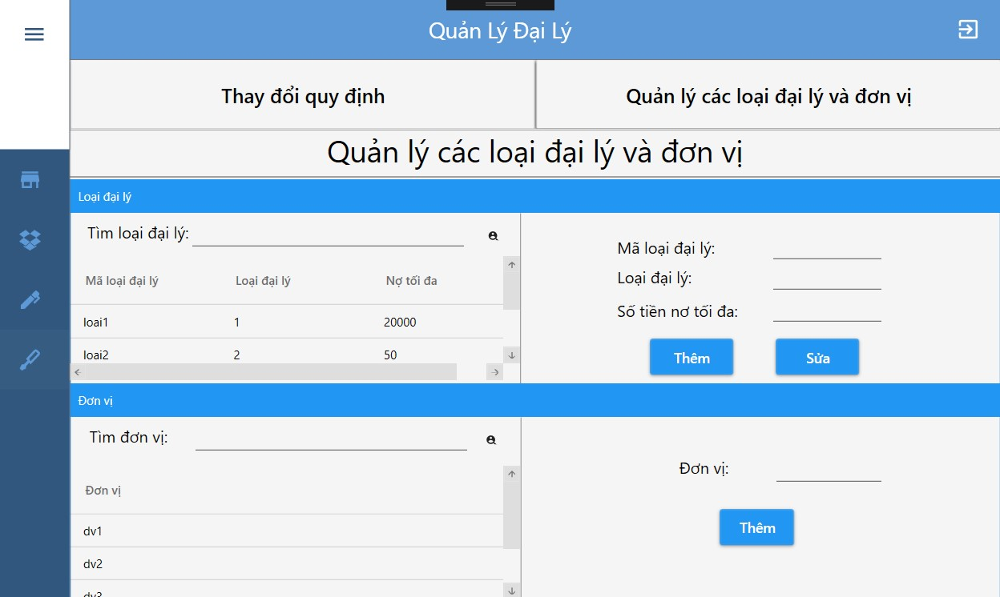 Quản Lý Đại Lý
Thay đổi quy định
Quản lý các loại đại lý và đơn vị
Quản lý các loại đại lý và đơn vị
Loại đại lý
Tìm loại đại lý:
Mã loại đại lý Loại đại lý Nợ tối đa
loai1 1 20000
loai2 2 50
Mã loại đại lý:
Loại đại lý:
Số tiền nợ tối đa:
Thêm Sửa
Đơn vị
Tìm đơn vị:
Đơn vị
dv1
dv2
dv3
Đơn vị:
Thêm